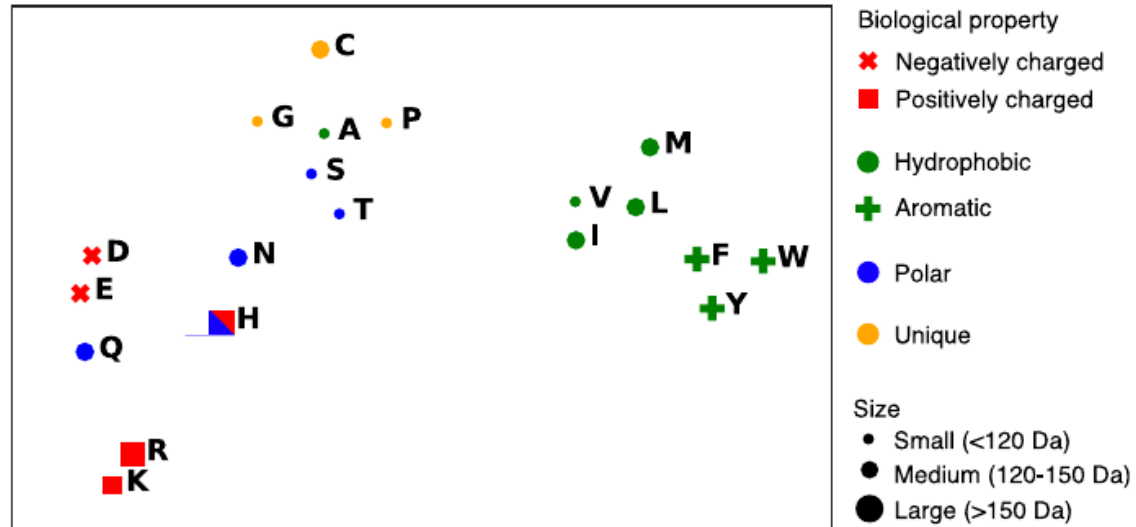 C
G
A
P
S
T
M
V
L
I
F
W
Y
D
N
E
H
Q
R
K
Biological property
Negatively charged
Positively charged
Hydrophobic
Aromatic
Polar
Unique
Size
Small (<120 Da)
Medium (120-150 Da)
Large (>150 Da)